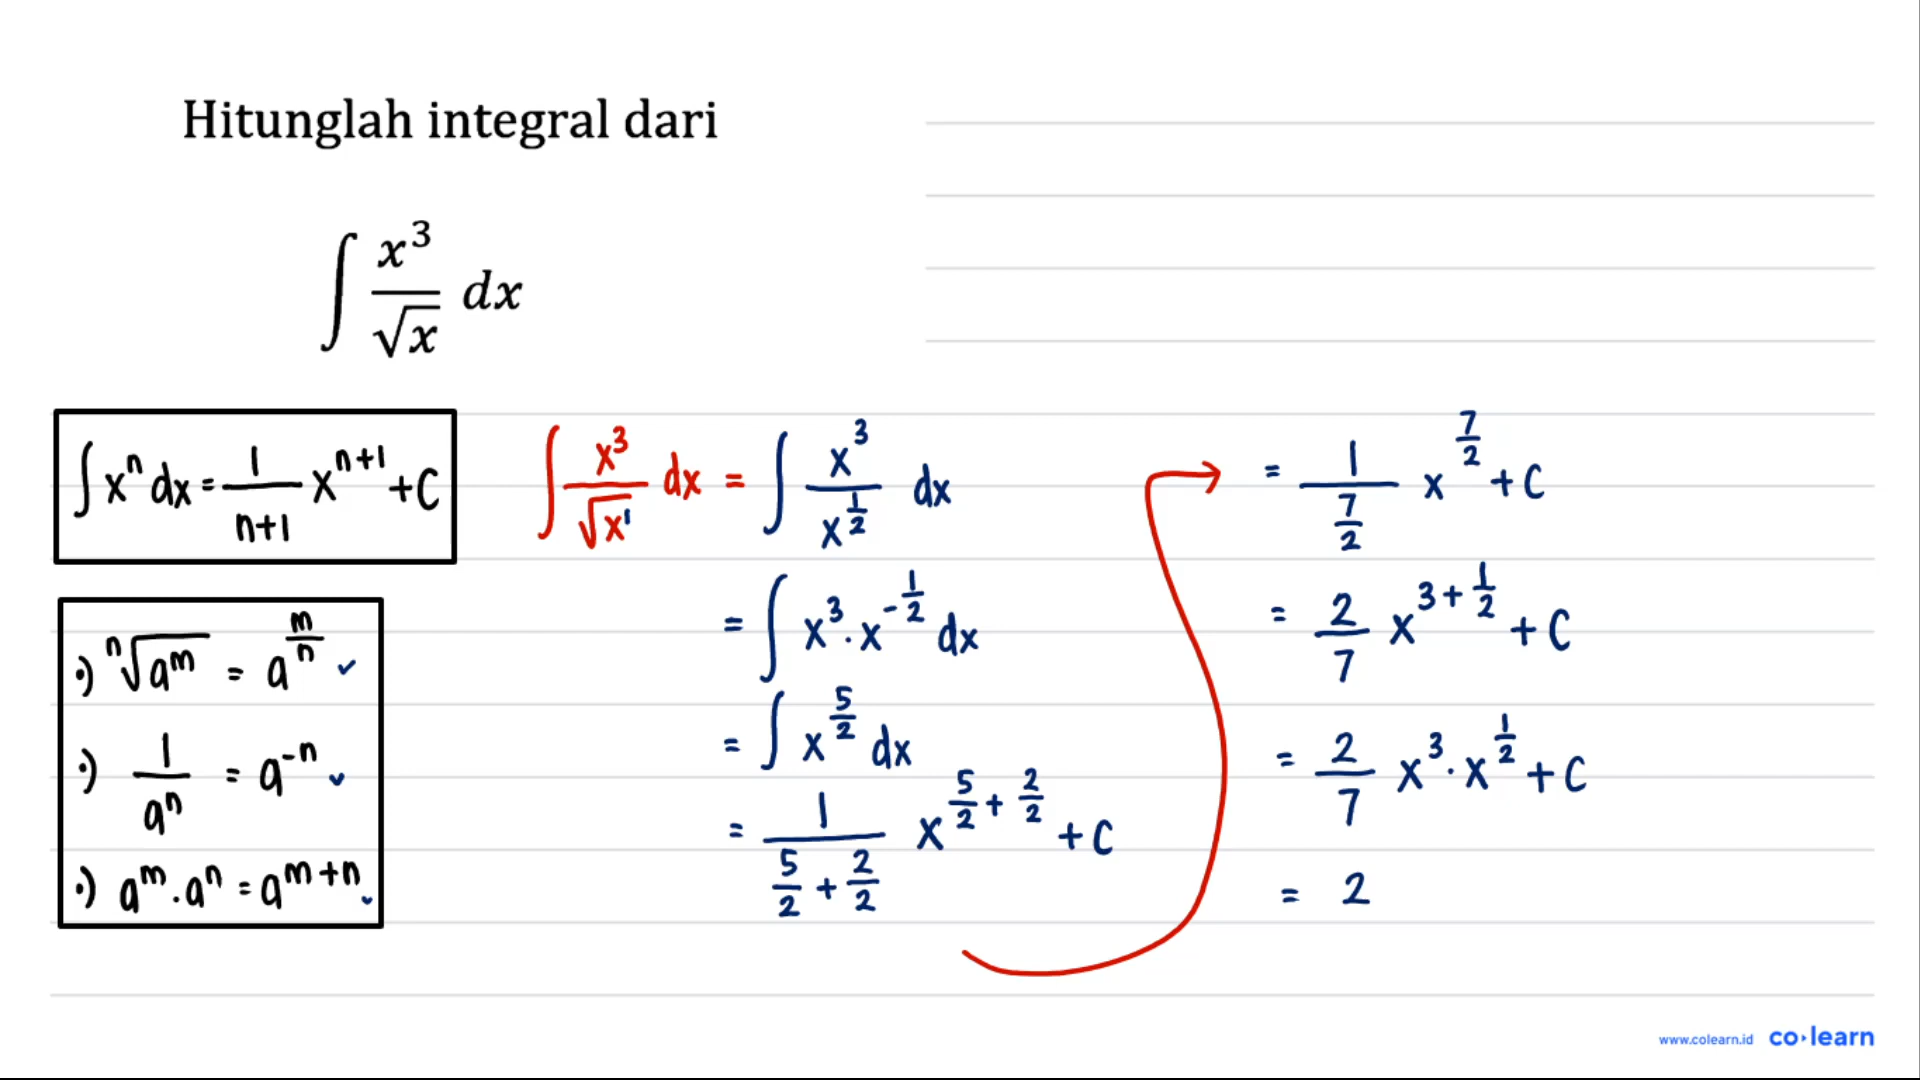 Hitunglah integral dari
∫ x³/√x dx
∫ xⁿ dx = 1/(n+1) x^(n+1) + C
·) ⁿ√(a^m) = a^(m/n) ✓
·) 1/aⁿ = a^(-n) ✓
·) a^m . aⁿ = a^(m+n) ✓
∫ x³/√(x¹) dx = ∫ x³/x^(1/2) dx
= ∫ x³ . x^(-1/2) dx
= ∫ x^(5/2) dx
= 1/(5/2 + 2/2) x^(5/2 + 2/2) + C
= 1/(7/2) x^(7/2) + C
= 2/7 x^(3 + 1/2) + C
= 2/7 x³ . x^(1/2) + C
= 2
www.colearn.id co·learn